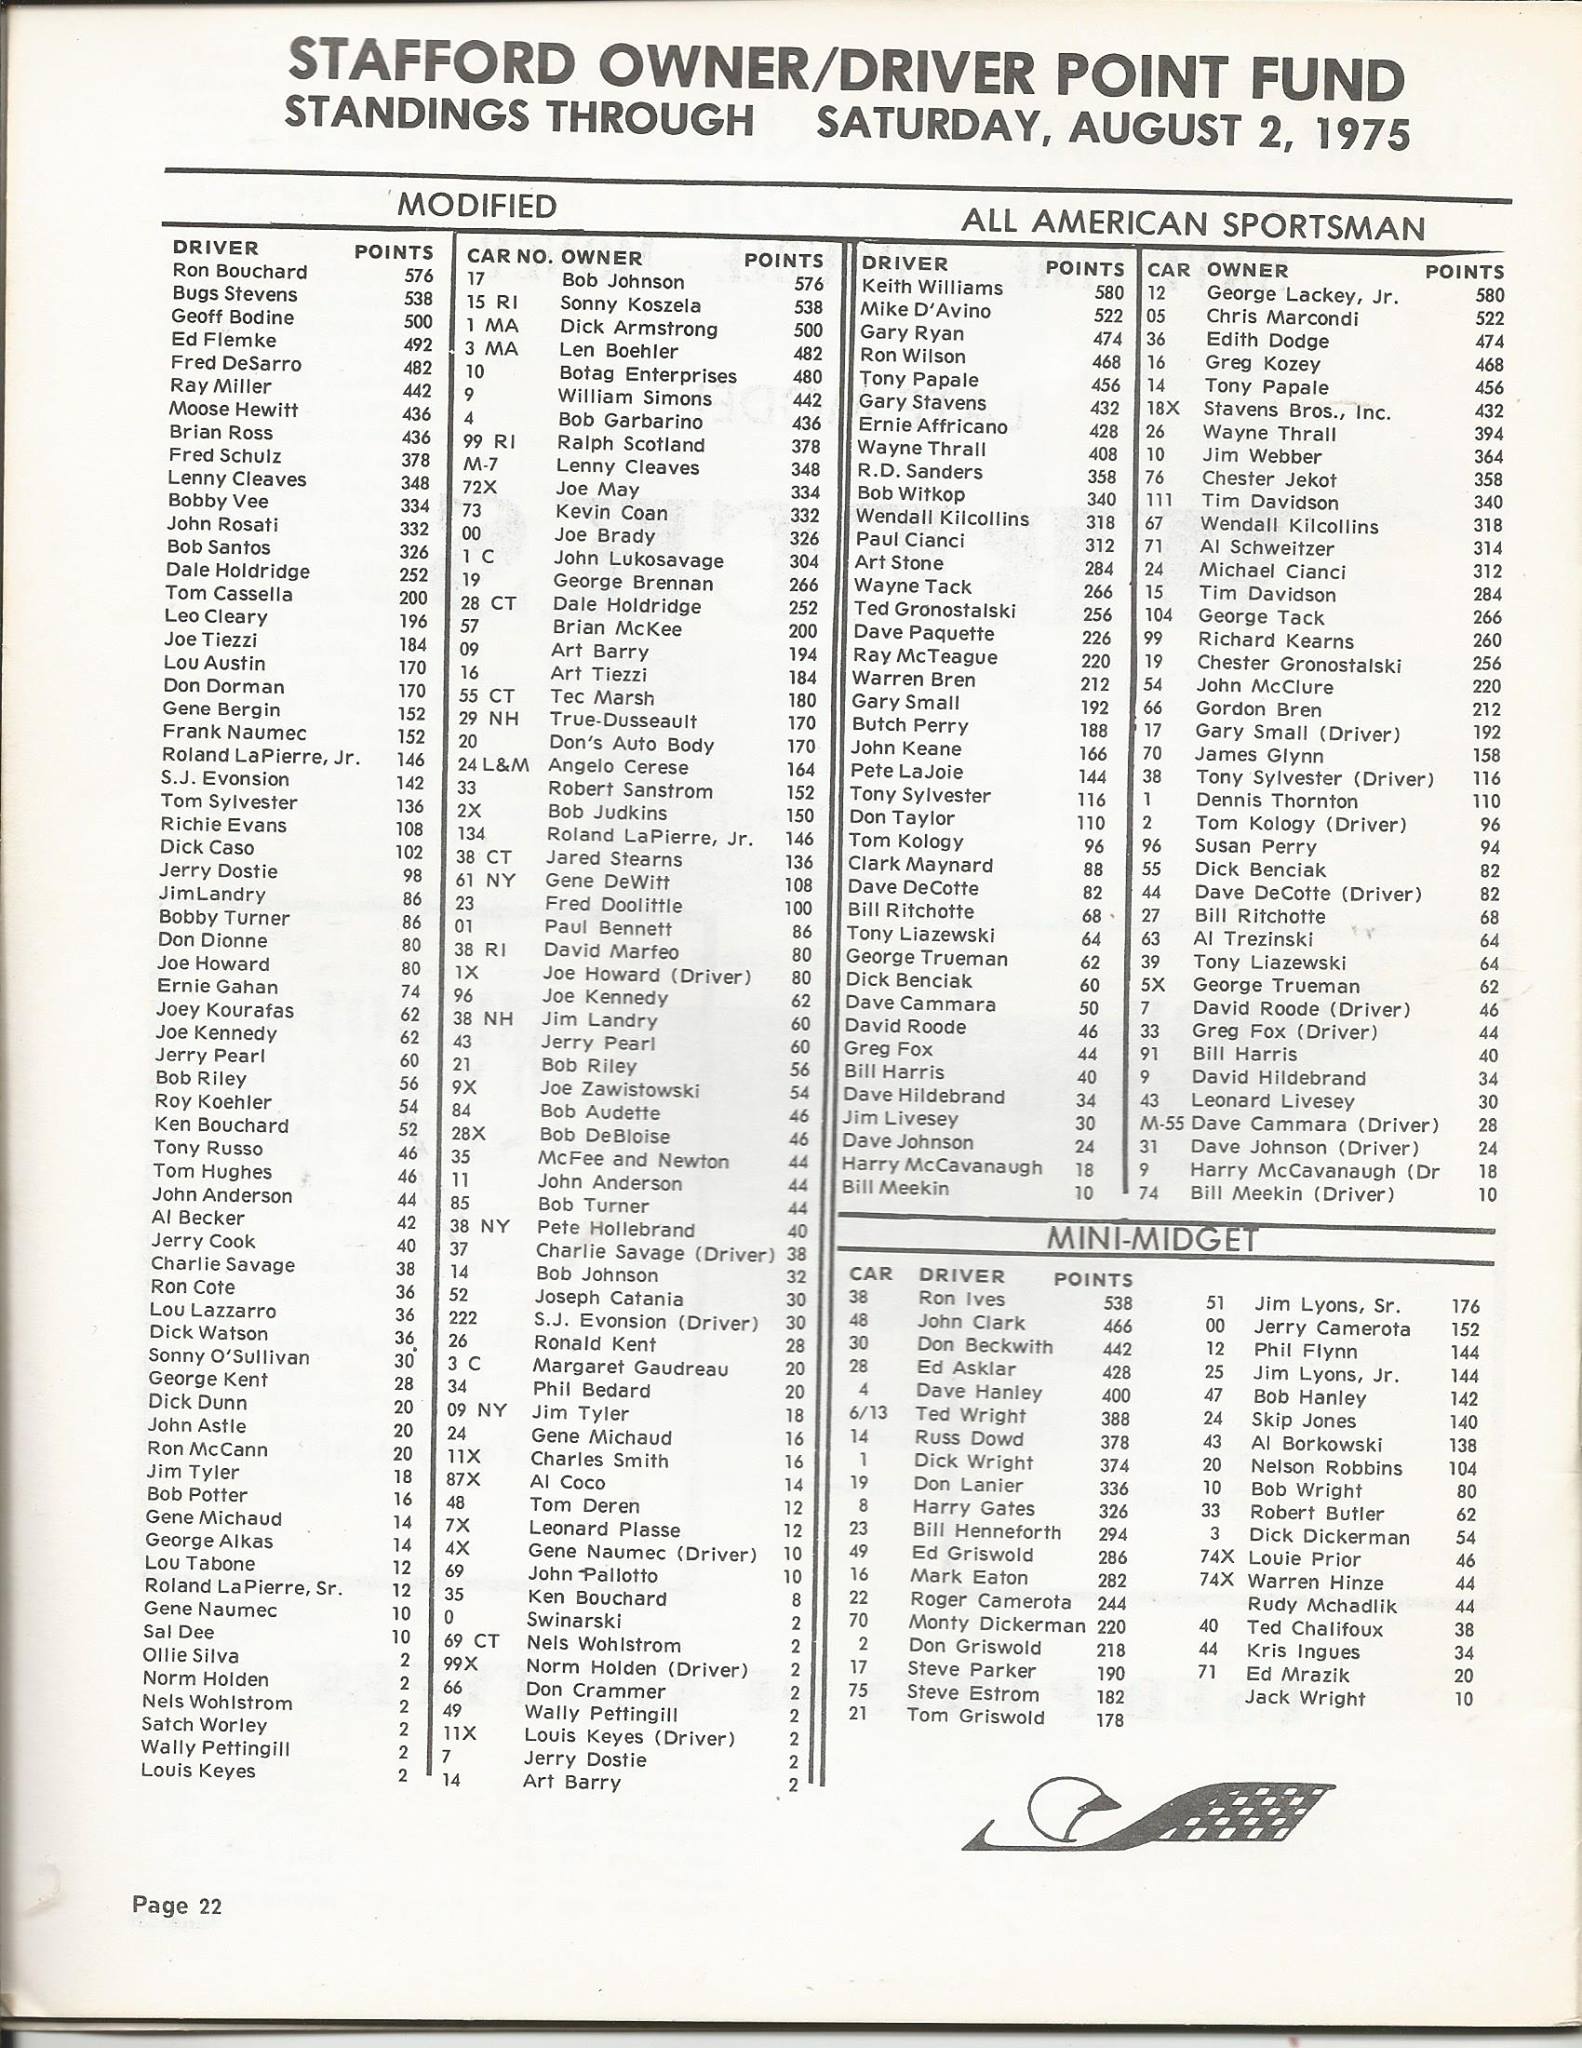 STAFFORD OWNER/DRIVER POINT FUND
STANDINGS THROUGH SATURDAY, AUGUST 2, 1975
MODIFIED
DRIVER POINTS
Ron Bouchard 576
Bugs Stevens 538
Geoff Bodine 500
Ed Flemke 492
Fred DeSarro 482
Ray Miller 442
Moose Hewitt 436
Brian Ross 436
Fred Schulz 378
Lenny Cleaves 348
Bobby Vee 334
John Rosati 332
Bob Santos 326
Dale Holdridge 252
Tom Cassella 200
Leo Cleary 196
Joe Tiezzi 184
Lou Austin 170
Don Dorman 170
Gene Bergin 152
Frank Naumec 152
Roland LaPierre, Jr. 146
S.J. Evonsion 142
Tom Sylvester 136
Richie Evans 108
Dick Caso 102
Jerry Dostie 98
Jim Landry 86
Bobby Turner 86
Don Dionne 80
Joe Howard 80
Ernie Gahan 74
Joey Kourafas 62
Joe Kennedy 62
Jerry Pearl 60
Bob Riley 56
Roy Koehler 54
Ken Bouchard 52
Tony Russo 46
Tom Hughes 46
John Anderson 44
Al Becker 42
Jerry Cook 40
Charlie Savage 38
Ron Cote 36
Lou Lazzarro 36
Dick Watson 36
Sonny O'Sullivan 30
George Kent 28
Dick Dunn 20
John Astle 20
Ron McCann 20
Jim Tyler 18
Bob Potter 16
Gene Michaud 14
George Alkas 14
Lou Tabone 12
Roland LaPierre, Sr. 12
Gene Naumec 10
Sal Dee 10
Ollie Silva 2
Norm Holden 2
Nels Wohlstrom 2
Satch Worley 2
Wally Pettingill 2
Louis Keyes 2
CAR NO. OWNER POINTS
17 Bob Johnson 576
15 RI Sonny Koszela 538
1 MA Dick Armstrong 500
3 MA Len Boehler 482
10 Botag Enterprises 480
9 William Simons 442
4 Bob Garbarino 436
99 RI Ralph Scotland 378
M-7 Lenny Cleaves 348
72X Joe May 334
73 Kevin Coan 332
00 Joe Brady 326
1 C John Lukosavage 304
19 George Brennan 266
28 CT Dale Holdridge 252
57 Brian McKee 200
09 Art Barry 194
16 Art Tiezzi 184
55 CT Tec Marsh 180
29 NH True-Dusseault 170
20 Don's Auto Body 170
24 L&M Angelo Cerese 164
33 Robert Sanstrom 152
2X Bob Judkins 150
134 Roland LaPierre, Jr. 146
38 CT Jared Stearns 136
61 NY Gene DeWitt 108
23 Fred Doolittle 100
01 Paul Bennett 86
38 RI David Marfeo 80
1X Joe Howard (Driver) 80
96 Joe Kennedy 62
38 NH Jim Landry 60
43 Jerry Pearl 60
21 Bob Riley 56
9X Joe Zawistowski 54
84 Bob Audette 46
28X Bob DeBloise 46
35 McFee and Newton 44
11 John Anderson 44
85 Bob Turner 44
38 NY Pete Hollebrand 40
37 Charlie Savage (Driver) 38
14 Bob Johnson 32
52 Joseph Catania 30
222 S.J. Evonsion (Driver) 30
26 Ronald Kent 28
3 C Margaret Gaudreau 20
34 Phil Bedard 20
09 NY Jim Tyler 18
24 Gene Michaud 16
11X Charles Smith 16
87X Al Coco 14
48 Tom Deren 12
7X Leonard Plasse 12
4X Gene Naumec (Driver) 10
69 John Pallotto 10
35 Ken Bouchard 8
0 Swinarski 2
69 CT Nels Wohlstrom 2
99X Norm Holden (Driver) 2
66 Don Crammer 2
49 Wally Pettingill 2
11X Louis Keyes (Driver) 2
7 Jerry Dostie 2
14 Art Barry 2
ALL AMERICAN SPORTSMAN
DRIVER POINTS
Keith Williams 580
Mike D'Avino 522
Gary Ryan 474
Ron Wilson 468
Tony Papale 456
Gary Stavens 432
Ernie Affricano 428
Wayne Thrall 408
R.D. Sanders 358
Bob Witkop 340
Wendall Kilcollins 318
Paul Cianci 312
Art Stone 284
Wayne Tack 266
Ted Gronostalski 256
Dave Paquette 226
Ray McTeague 220
Warren Bren 212
Gary Small 192
Butch Perry 188
John Keane 166
Pete LaJoie 144
Tony Sylvester 116
Don Taylor 110
Tom Kology 96
Clark Maynard 88
Dave DeCotte 82
Bill Ritchotte 68
Tony Liazewski 64
George Trueman 62
Dick Benciak 60
Dave Cammara 50
David Roode 46
Greg Fox 44
Bill Harris 40
Dave Hildebrand 34
Jim Livesey 30
Dave Johnson 24
Harry McCavanaugh 18
Bill Meekin 10
CAR OWNER POINTS
12 George Lackey, Jr. 580
05 Chris Marcondi 522
36 Edith Dodge 474
16 Greg Kozey 468
14 Tony Papale 456
18X Stavens Bros., Inc. 432
26 Wayne Thrall 394
10 Jim Webber 364
76 Chester Jekot 358
111 Tim Davidson 340
67 Wendall Kilcollins 318
71 Al Schweitzer 314
24 Michael Cianci 312
15 Tim Davidson 284
104 George Tack 266
99 Richard Kearns 260
19 Chester Gronostalski 256
54 John McClure 220
66 Gordon Bren 212
17 Gary Small (Driver) 192
70 James Glynn 158
38 Tony Sylvester (Driver) 116
1 Dennis Thornton 110
2 Tom Kology (Driver) 96
96 Susan Perry 94
55 Dick Benciak 82
44 Dave DeCotte (Driver) 82
27 Bill Ritchotte 68
63 Al Trezinski 64
39 Tony Liazewski 64
5X George Trueman 62
7 David Roode (Driver) 46
33 Greg Fox (Driver) 44
91 Bill Harris 40
9 David Hildebrand 34
43 Leonard Livesey 30
M-55 Dave Cammara (Driver) 28
31 Dave Johnson (Driver) 24
9 Harry McCavanaugh (Dr 18
74 Bill Meekin (Driver) 10
MINI-MIDGET
CAR DRIVER POINTS
38 Ron Ives 538
48 John Clark 466
30 Don Beckwith 442
28 Ed Asklar 428
4 Dave Hanley 400
6/13 Ted Wright 388
14 Russ Dowd 378
1 Dick Wright 374
19 Don Lanier 336
8 Harry Gates 326
23 Bill Henneforth 294
49 Ed Griswold 286
16 Mark Eaton 282
22 Roger Camerota 244
70 Monty Dickerman 220
2 Don Griswold 218
17 Steve Parker 190
75 Steve Estrom 182
21 Tom Griswold 178
51 Jim Lyons, Sr. 176
00 Jerry Camerota 152
12 Phil Flynn 144
25 Jim Lyons, Jr. 144
47 Bob Hanley 142
24 Skip Jones 140
43 Al Borkowski 138
20 Nelson Robbins 104
10 Bob Wright 80
33 Robert Butler 62
3 Dick Dickerman 54
74X Louie Prior 46
74X Warren Hinze 44
Rudy Mchadlik 44
40 Ted Chalifoux 38
44 Kris Ingues 34
71 Ed Mrazik 20
Jack Wright 10
Page 22